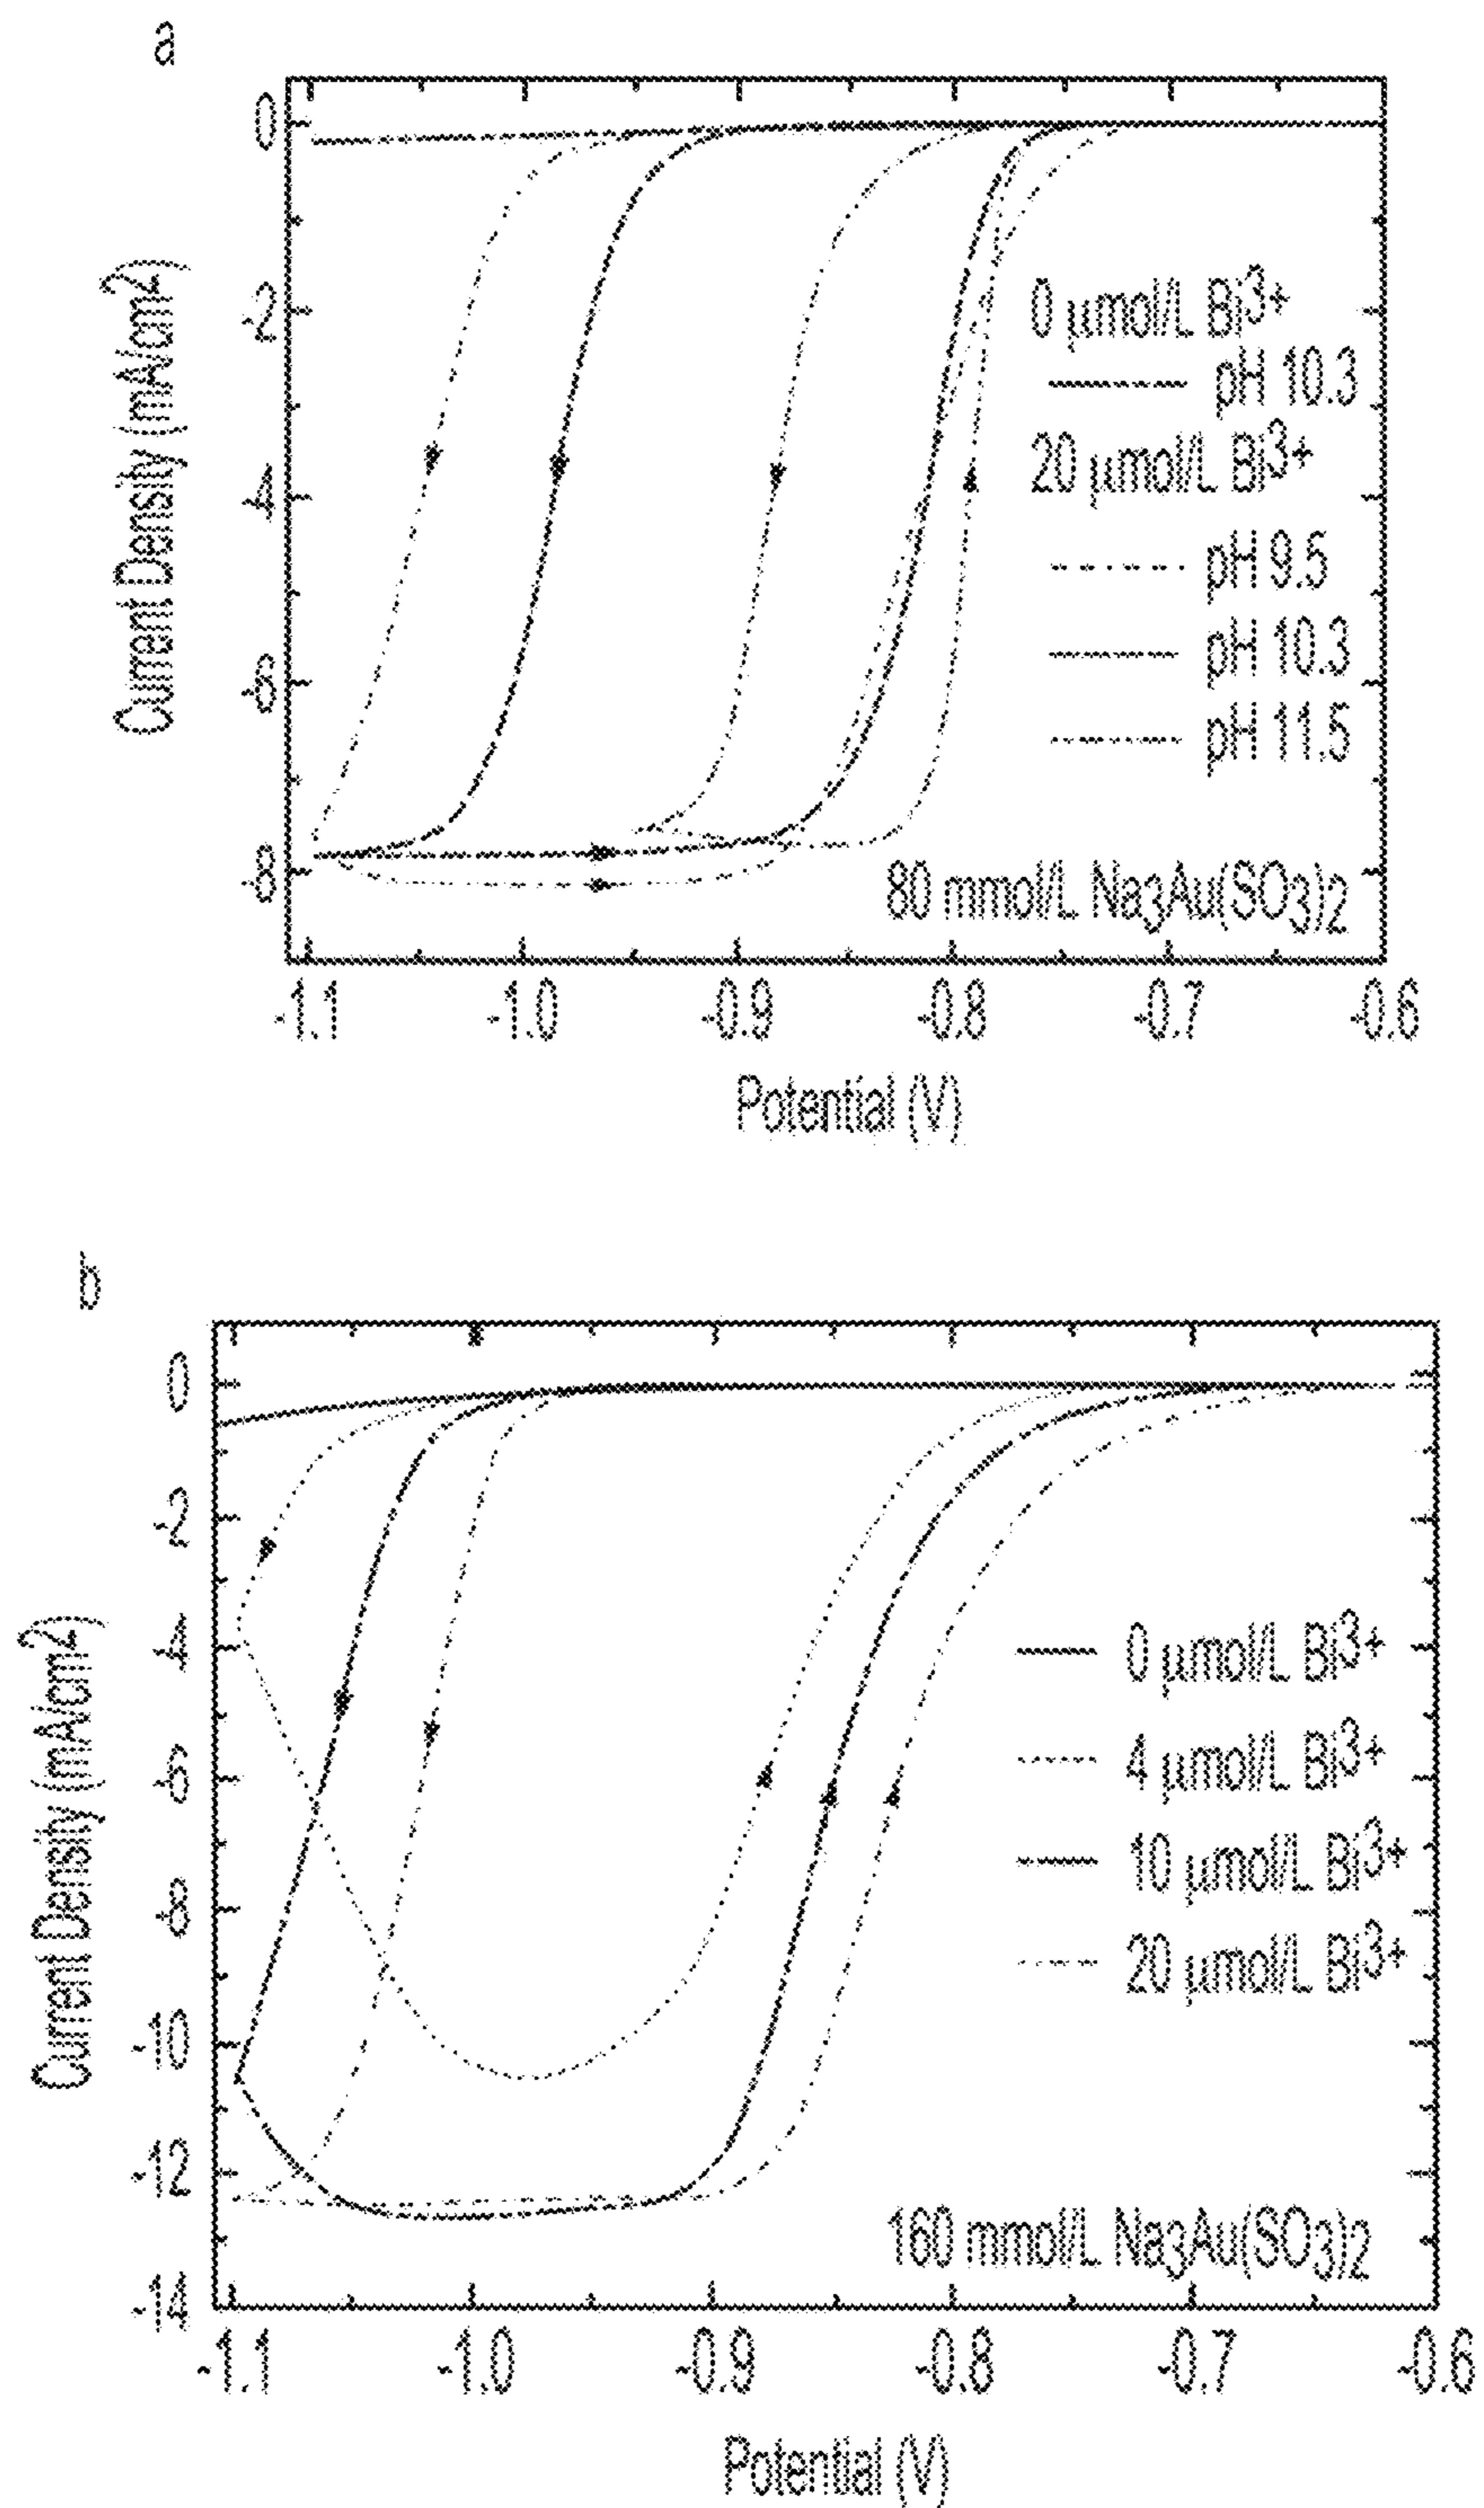 a
Current Density (mA/cm2)
0
-2
-4
-6
-8
0 μmol/L Bi3+
pH 10.3
20 μmol/L Bi3+
pH 9.5
pH 10.3
pH 11.5
80 mmol/L Na3Au(SO3)2
-1.1 -1.0 -0.9 -0.8 -0.7 -0.6
Potential (V)
b
Current Density (mA/cm2)
0
-2
-4
-6
-8
-10
-12
-14
0 μmol/L Bi3+
4 μmol/L Bi3+
10 μmol/L Bi3+
20 μmol/L Bi3+
160 mmol/L Na3Au(SO3)2
-1.1 -1.0 -0.9 -0.8 -0.7 -0.6
Potential (V)